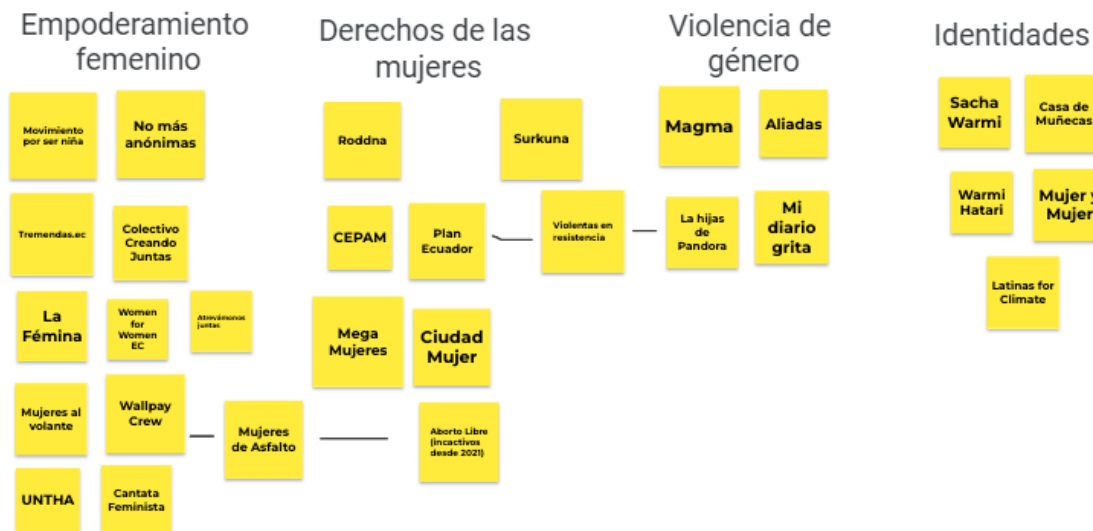 Empoderamiento
femenino
Movimiento
por ser niña
No más
anónimas
Tremendas.ec
Colectivo
Creando
Juntas
La
Fémina
Women
for
Women
EC
Atrevámonos
juntas
Mujeres al
volante
Wallpay
Crew
Mujeres
de Asfalto
UNTHA
Cantata
Feminista
Derechos de las
mujeres
Roddna
Surkuna
CEPAM
Plan
Ecuador
Violentas en
resistencia
Mega
Mujeres
Ciudad
Mujer
Aborto Libre
(incactivos
desde 2021)
Violencia de
género
Magma
Aliadas
La hijas
de
Pandora
Mi
diario
grita
Identidades
Sacha
Warmi
Casa de
Muñecas
Warmi
Hatari
Mujer y
Mujer
Latinas for
Climate